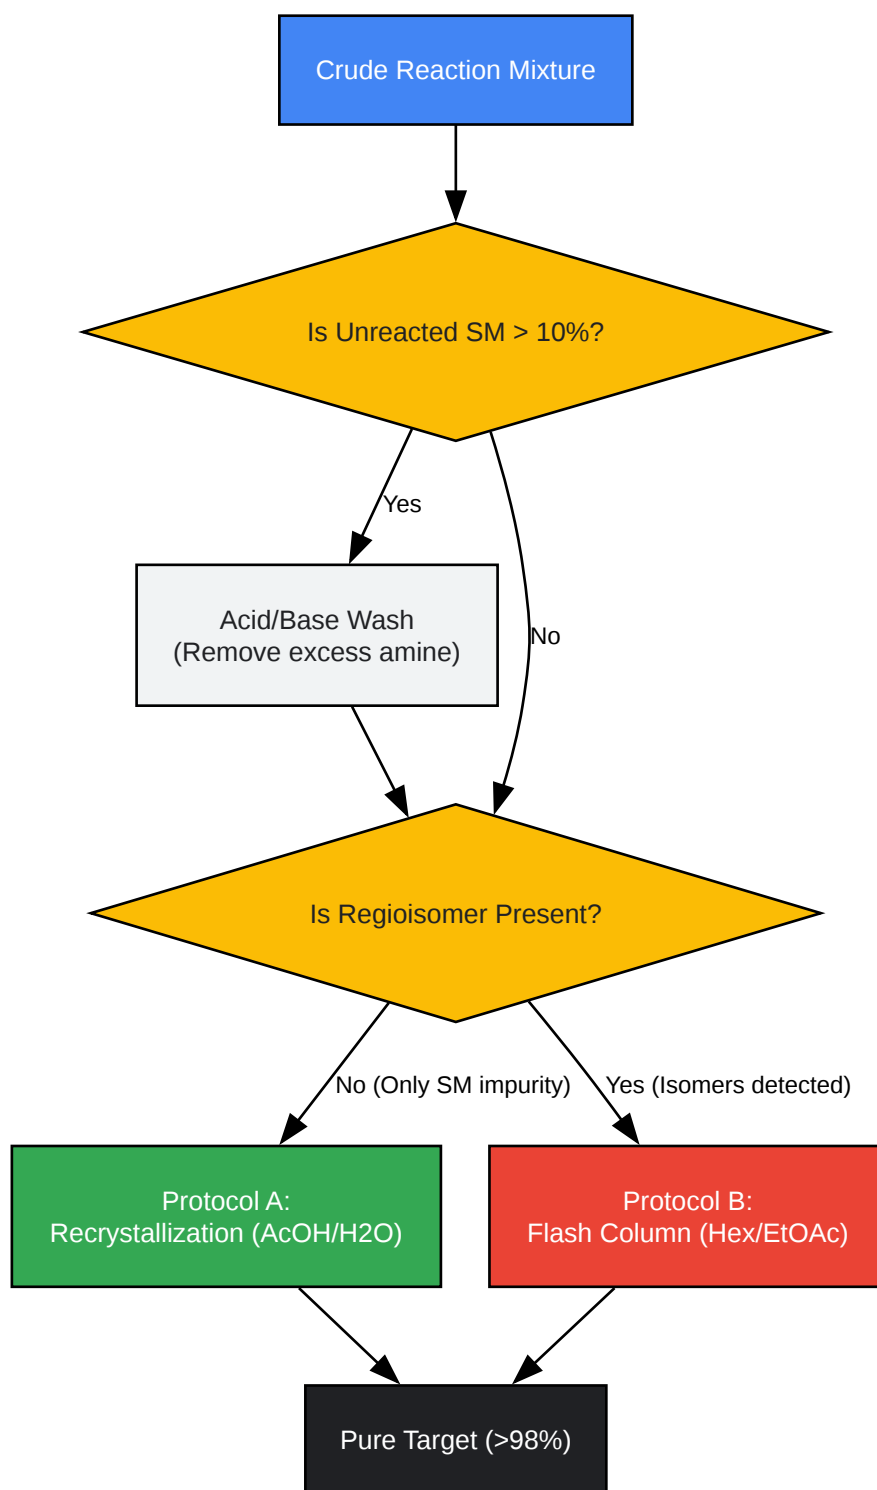 Crude Reaction Mixture
Is Unreacted SM > 10%?
Yes
Acid/Base Wash
(Remove excess amine)
No
Is Regioisomer Present?
No (Only SM impurity)
Yes (Isomers detected)
Protocol A:
Recrystallization (AcOH/H2O)
Protocol B:
Flash Column (Hex/EtOAc)
Pure Target (>98%)